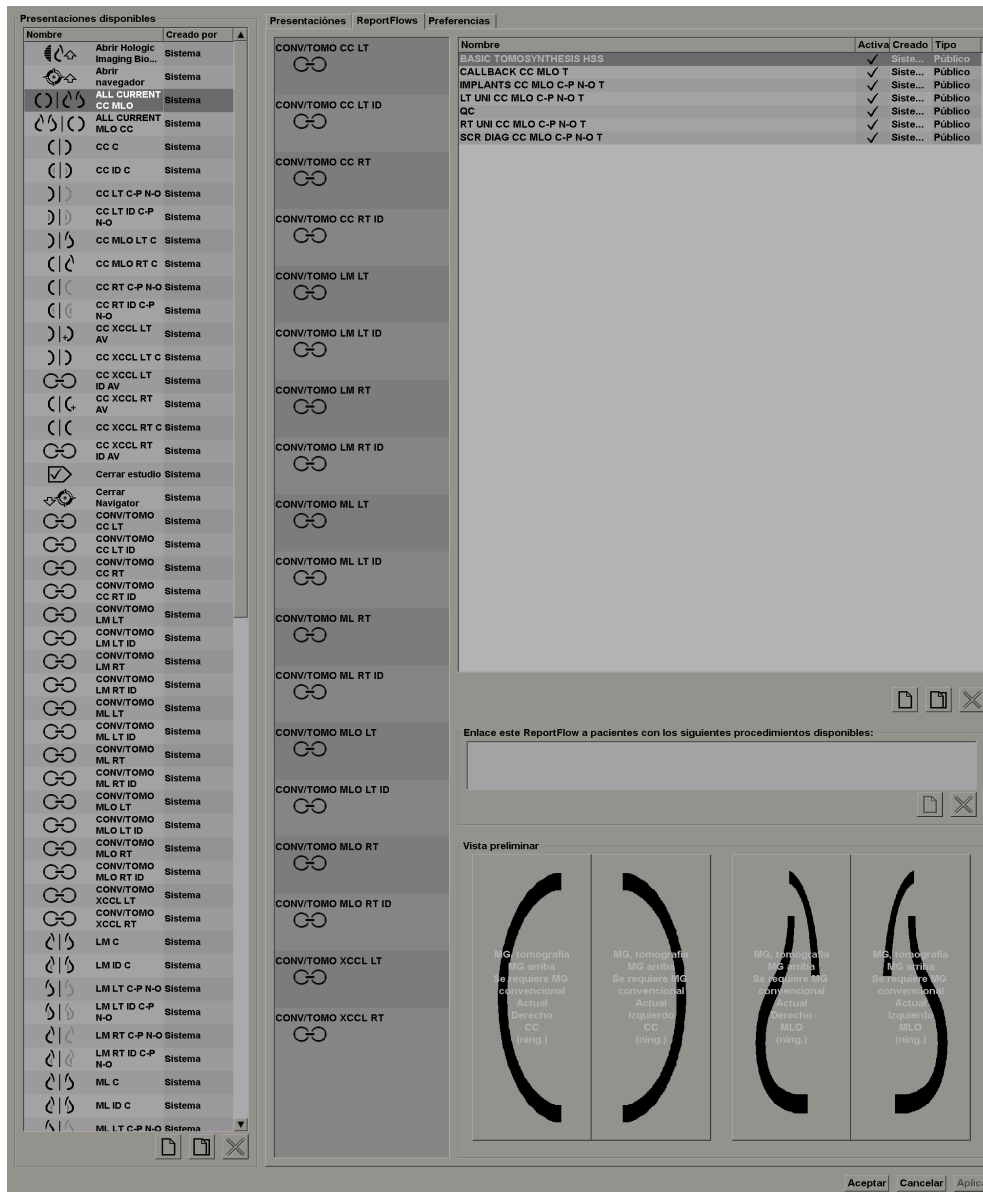 Presentaciones disponibles
Nombre
Creado por
Abrir Hologic
Imaging Bio...
Sistema
Abrir
navegador
Sistema
ALL CURRENT
CC MLO
Sistema
ALL CURRENT
MLO CC
Sistema
CC C
Sistema
CC ID C
Sistema
CC LT C-P N-O
Sistema
CC LT ID C-P
N-O
Sistema
CC MLO LT C
Sistema
CC MLO RT C
Sistema
CC RT C-P N-O
Sistema
CC RT ID C-P
N-O
Sistema
CC XCCL LT
AV
Sistema
CC XCCL LT C
Sistema
CC XCCL LT
ID AV
Sistema
CC XCCL RT
AV
Sistema
CC XCCL RT C
Sistema
CC XCCL RT
ID AV
Sistema
Cerrar estudio
Sistema
Cerrar
Navigator
Sistema
CONV/TOMO
CC LT
Sistema
CONV/TOMO
CC LT ID
Sistema
CONV/TOMO
CC RT
Sistema
CONV/TOMO
CC RT ID
Sistema
CONV/TOMO
LM LT
Sistema
CONV/TOMO
LM LT ID
Sistema
CONV/TOMO
LM RT
Sistema
CONV/TOMO
LM RT ID
Sistema
CONV/TOMO
ML LT
Sistema
CONV/TOMO
ML LT ID
Sistema
CONV/TOMO
ML RT
Sistema
CONV/TOMO
ML RT ID
Sistema
CONV/TOMO
MLO LT
Sistema
CONV/TOMO
MLO LT ID
Sistema
CONV/TOMO
MLO RT
Sistema
CONV/TOMO
MLO RT ID
Sistema
CONV/TOMO
XCCL LT
Sistema
CONV/TOMO
XCCL RT
Sistema
LM C
Sistema
LM ID C
Sistema
LM LT C-P N-O
Sistema
LM LT ID C-P
N-O
Sistema
LM RT C-P N-O
Sistema
LM RT ID C-P
N-O
Sistema
ML C
Sistema
ML ID C
Sistema
ML LT C-P N-O
Sistema
Presentaciónes
ReportFlows
Preferencias
CONV/TOMO CC LT
CONV/TOMO CC LT ID
CONV/TOMO CC RT
CONV/TOMO CC RT ID
CONV/TOMO LM LT
CONV/TOMO LM LT ID
CONV/TOMO LM RT
CONV/TOMO LM RT ID
CONV/TOMO ML LT
CONV/TOMO ML LT ID
CONV/TOMO ML RT
CONV/TOMO ML RT ID
CONV/TOMO MLO LT
CONV/TOMO MLO LT ID
CONV/TOMO MLO RT
CONV/TOMO MLO RT ID
CONV/TOMO XCCL LT
CONV/TOMO XCCL RT
Nombre Activa Creado Tipo
BASIC TOMOSYNTHESIS HSS Siste... Público
CALLBACK CC MLO T Siste... Público
IMPLANTS CC MLO C-P N-O T Siste... Público
LT UNI CC MLO C-P N-O T Siste... Público
QC Siste... Público
RT UNI CC MLO C-P N-O T Siste... Público
SCR DIAG CC MLO C-P N-O T Siste... Público
Enlace este ReportFlow a pacientes con los siguientes procedimientos disponibles:
Vista preliminar
MG, tomografia
MG arriba
Se requiere MG
convencional
Actual
Derecho
CC
(ning.)
MG, tomografia
MG arriba
Se requiere MG
convencional
Actual
Izquierdo
CC
(ning.)
MG, tomografia
MG arriba
Se requiere MG
convencional
Actual
Derecho
MLO
(ning.)
MG, tomografia
MG arriba
Se requiere MG
convencional
Actual
Izquierdo
MLO
(ning.)
Aceptar
Cancelar
Aplic